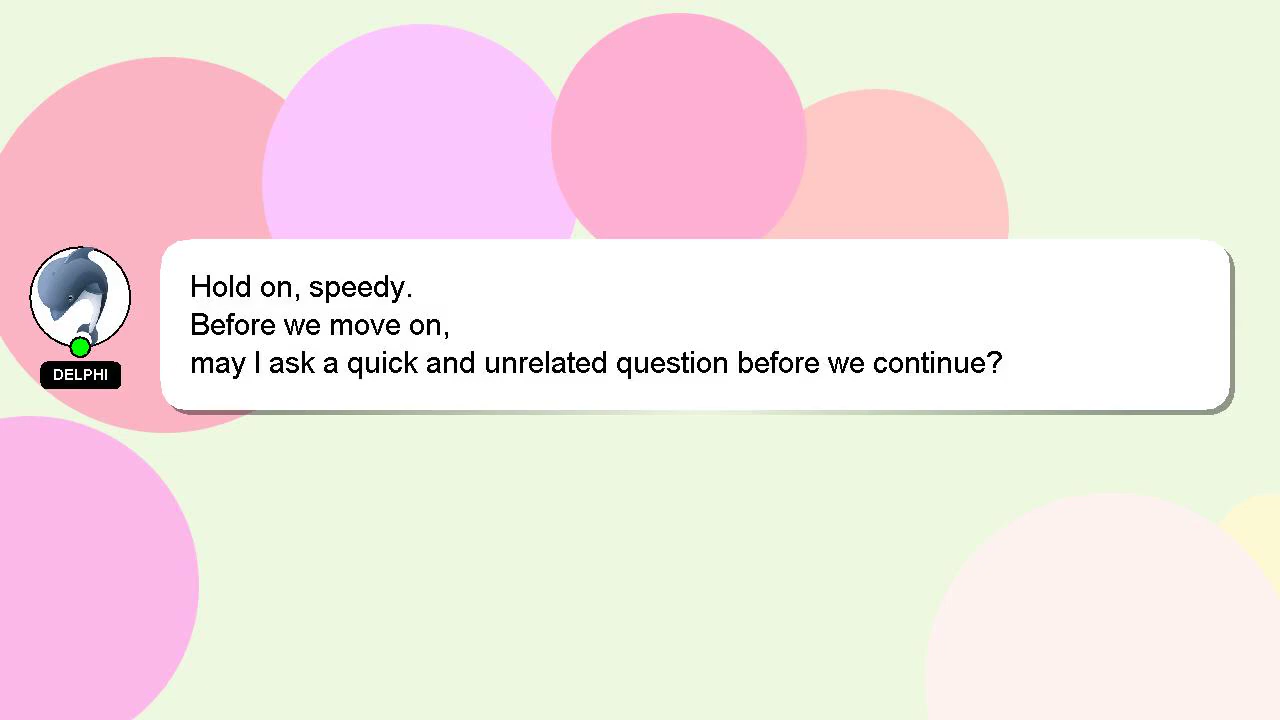 Hold on, speedy.
Before we move on,
may I ask a quick and unrelated question before we continue?
DELPHI